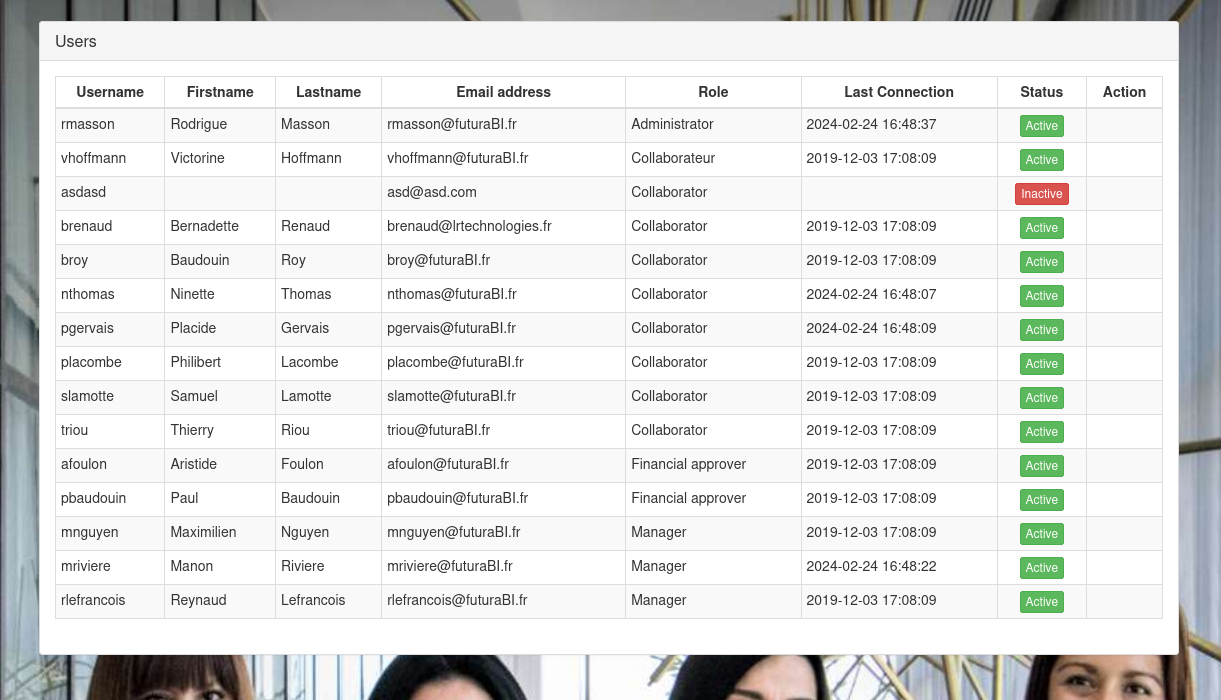 Users
Username Firstname Lastname Email address Role Last Connection Status Action
rmasson Rodrigue Masson rmasson@futuraBI.fr Administrator 2024-02-24 16:48:37 Active
vhoffmann Victorine Hoffmann vhoffmann@futuraBI.fr Collaborateur 2019-12-03 17:08:09 Active
asdasd asd@asd.com Collaborator Inactive
brenaud Bernadette Renaud brenaud@lrtechnologies.fr Collaborator 2019-12-03 17:08:09 Active
broy Baudouin Roy broy@futuraBI.fr Collaborator 2019-12-03 17:08:09 Active
nthomas Ninette Thomas nthomas@futuraBI.fr Collaborator 2024-02-24 16:48:07 Active
pgervais Placide Gervais pgervais@futuraBI.fr Collaborator 2024-02-24 16:48:09 Active
placombe Philibert Lacombe placombe@futuraBI.fr Collaborator 2019-12-03 17:08:09 Active
slamotte Samuel Lamotte slamotte@futuraBI.fr Collaborator 2019-12-03 17:08:09 Active
triou Thierry Riou triou@futuraBI.fr Collaborator 2019-12-03 17:08:09 Active
afoulon Aristide Foulon afoulon@futuraBI.fr Financial approver 2019-12-03 17:08:09 Active
pbaudouin Paul Baudouin pbaudouin@futuraBI.fr Financial approver 2019-12-03 17:08:09 Active
mnguyen Maximilien Nguyen mnguyen@futuraBI.fr Manager 2019-12-03 17:08:09 Active
mriviere Manon Riviere mriviere@futuraBI.fr Manager 2024-02-24 16:48:22 Active
rlefrancois Reynaud Lefrancois rlefrancois@futuraBI.fr Manager 2019-12-03 17:08:09 Active